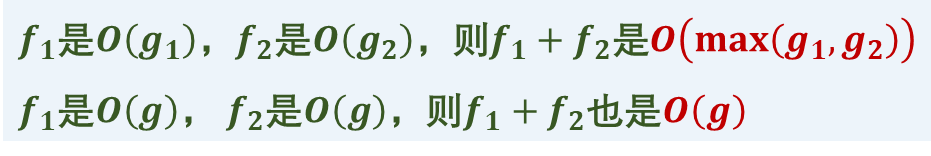 f₁是O(g₁)，f₂是O(g₂)，则f₁ + f₂是O(max(g₁,g₂))
f₁是O(g)，f₂是O(g)，则f₁ + f₂也是O(g)